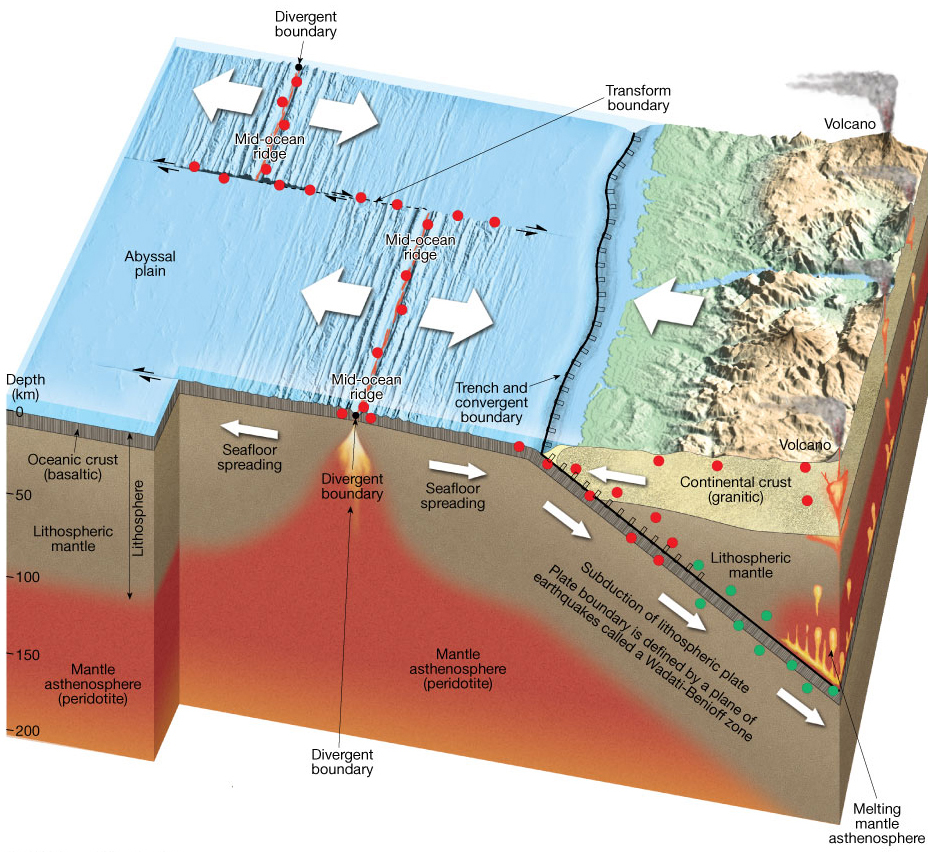 Divergent
boundary
Transform
boundary
Volcano
Mid-ocean
ridge
Mid-ocean
ridge
Abyssal
plain
Mid-ocean
ridge
Trench and
convergent
boundary
Depth
(km)
0
50
100
150
200
Oceanic crust
(basaltic)
Lithosphere
Lithospheric
mantle
Seafloor
spreading
Divergent
boundary
Seafloor
spreading
Volcano
Continental crust
(granitic)
Lithospheric
mantle
Subduction of lithospheric plate
Plate boundary is defined by a plane of
earthquakes called a Wadati-Benioff zone
Mantle
asthenosphere
(peridotite)
Mantle
asthenosphere
(peridotite)
Divergent
boundary
Melting
mantle
asthenosphere